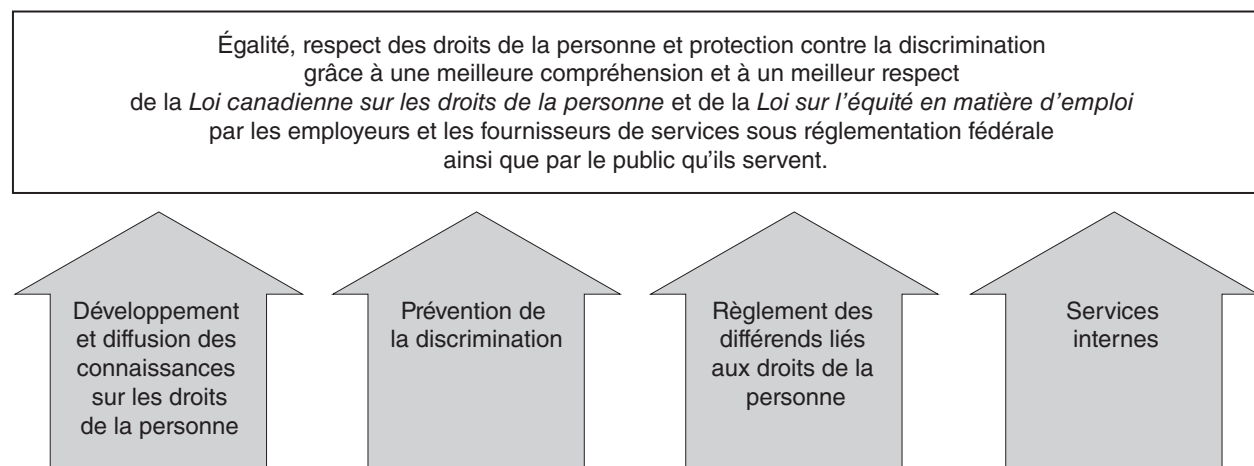 Égalité, respect des droits de la personne et protection contre la discrimination
grâce à une meilleure compréhension et à un meilleur respect
de la Loi canadienne sur les droits de la personne et de la Loi sur l'équité en matière d'emploi
par les employeurs et les fournisseurs de services sous réglementation fédérale
ainsi que par le public qu'ils servent.
Développement
et diffusion des
connaissances
sur les droits
de la personne
Prévention de
la discrimination
Règlement des
différends liés
aux droits de la
personne
Services
internes